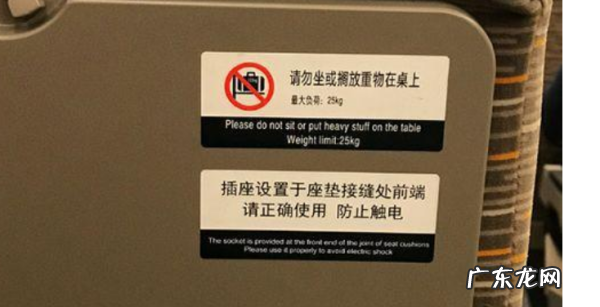 请勿坐或搁放重物在桌上
最大负荷：25kg
Please do not sit or put heavy stuff on the table
Weight limit:25kg
插座设置于座垫接缝处前端
请正确使用 防止触电
The socket is provided at the front end of the joint of seat cushions
Please use it properly to avoid electric shock
广东龙网